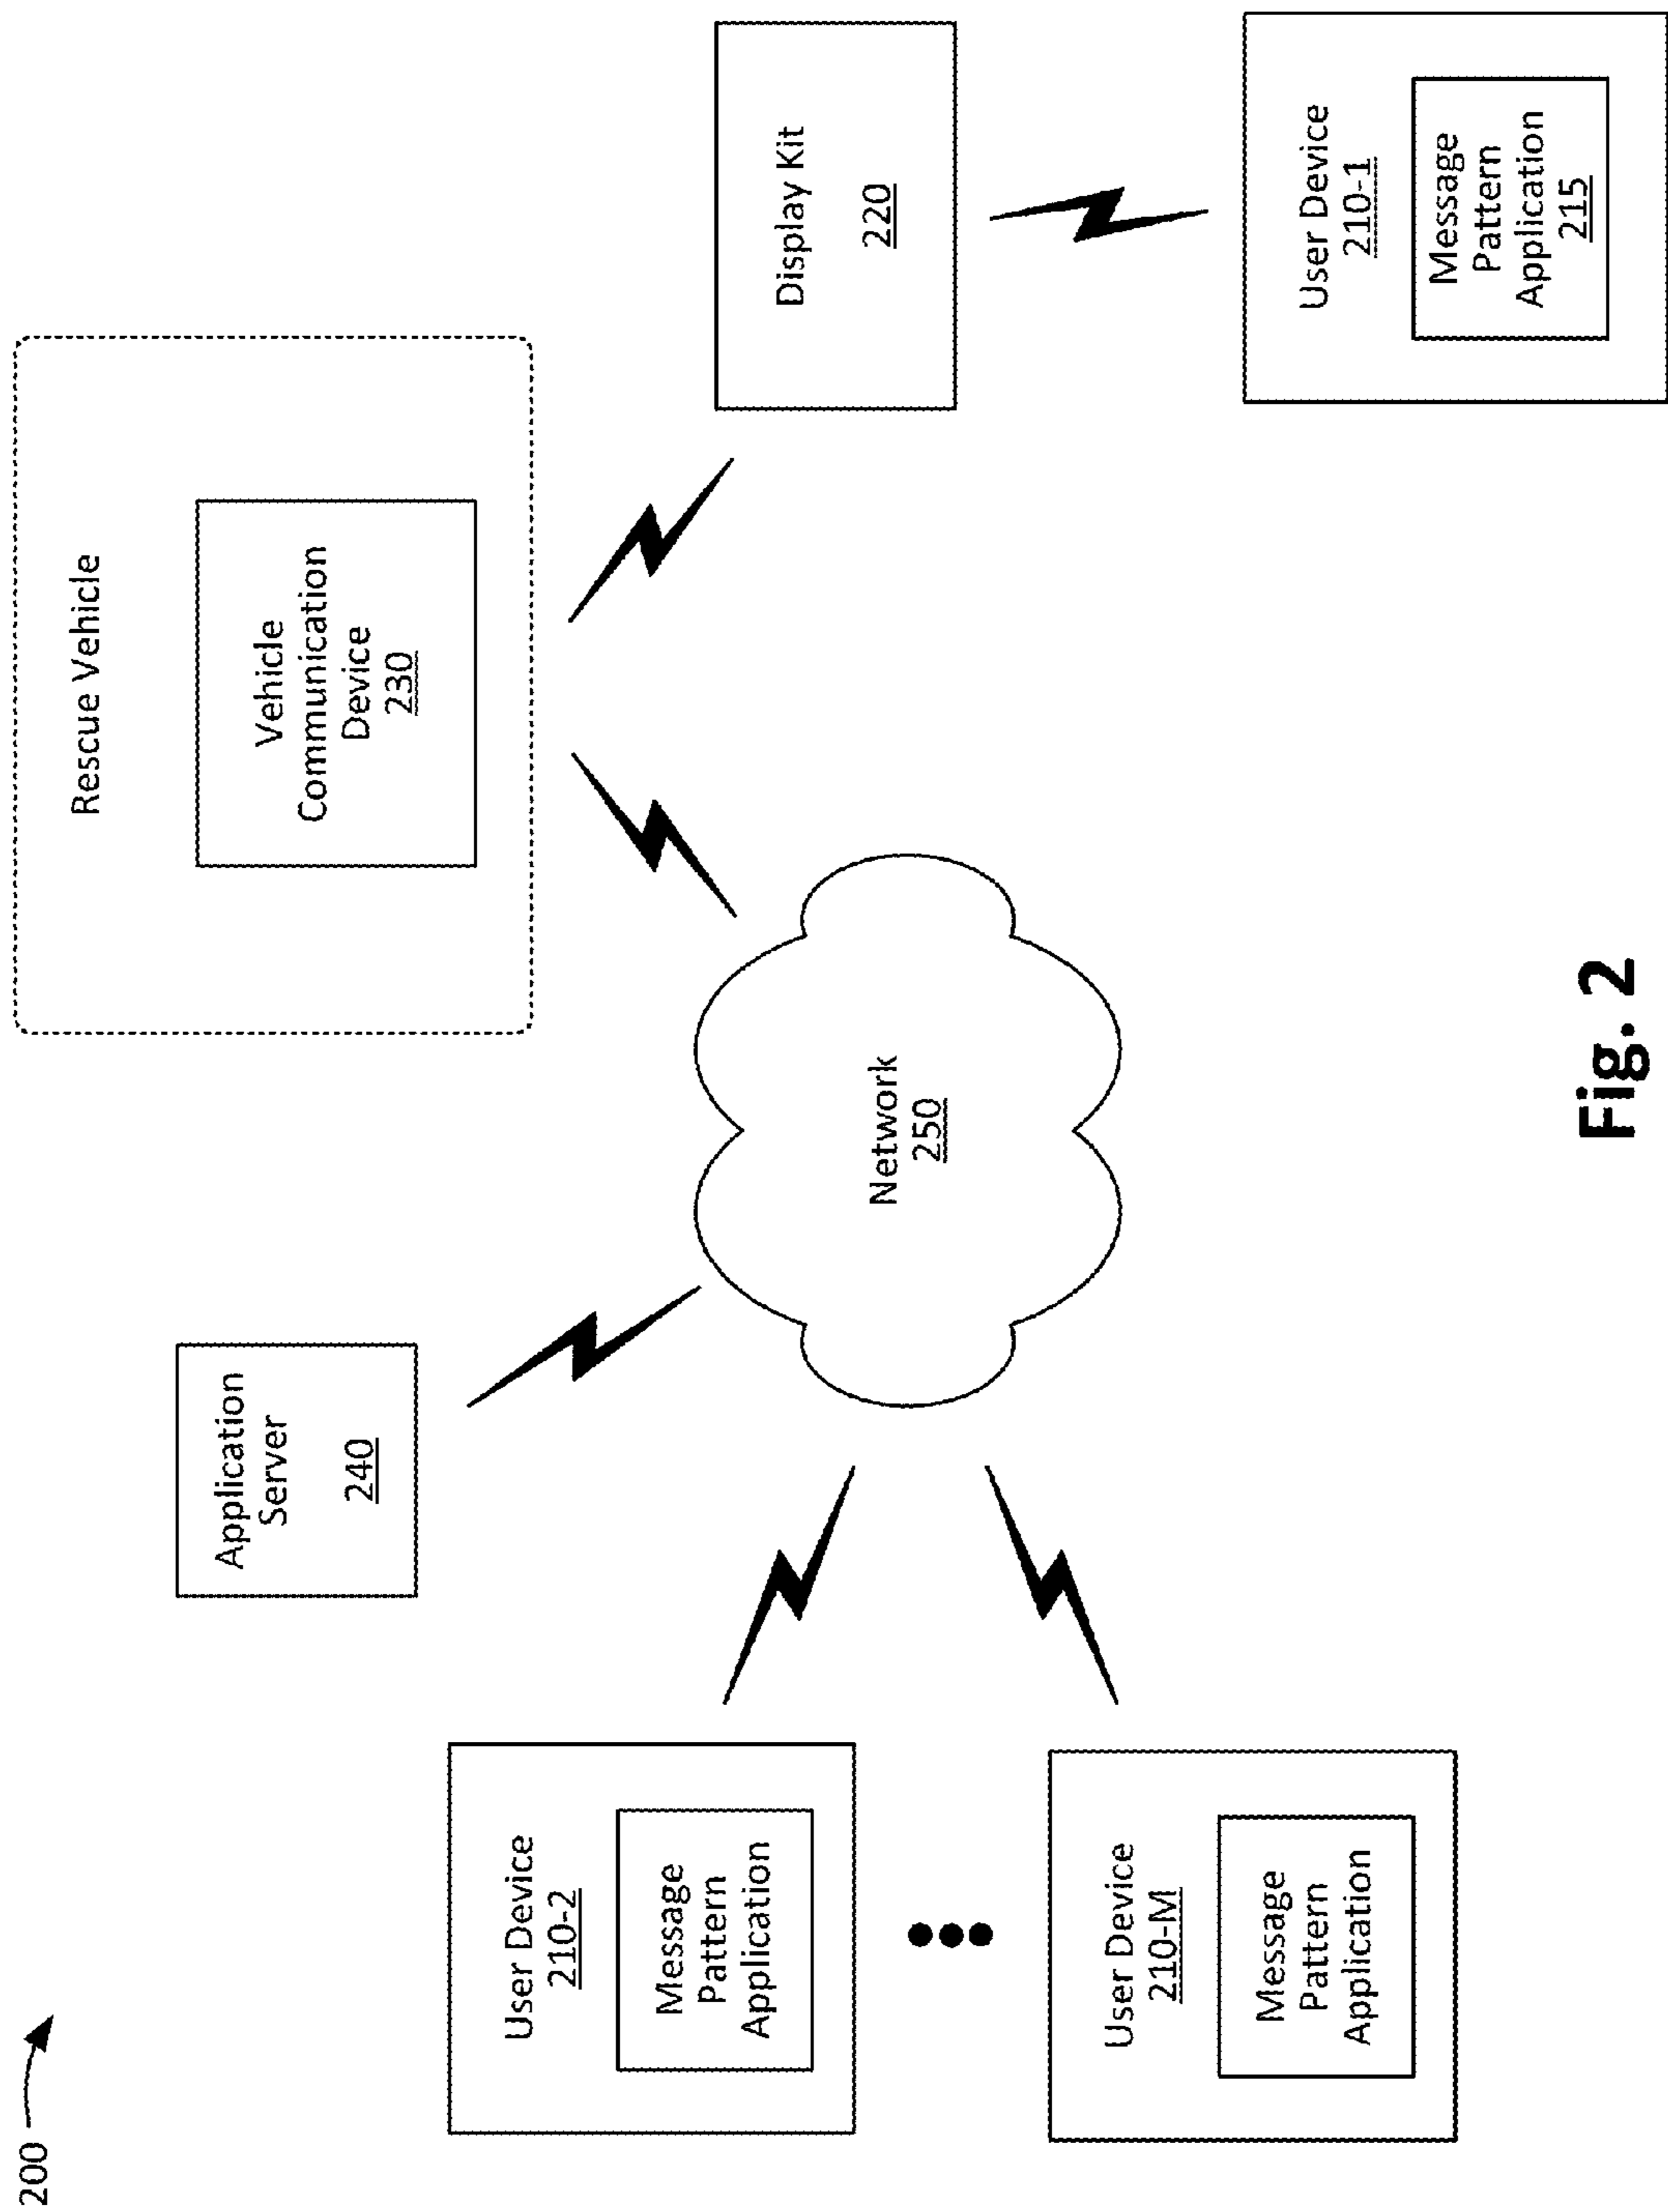 200
Rescue Vehicle
Vehicle
Communication
Device
230
Application
Server
240
User Device
210-2
Message
Pattern
Application
Network
250
Display Kit
220
User Device
210-M
Message
Pattern
Application
User Device
210-1
Message
Pattern
Application
215
Fig. 2